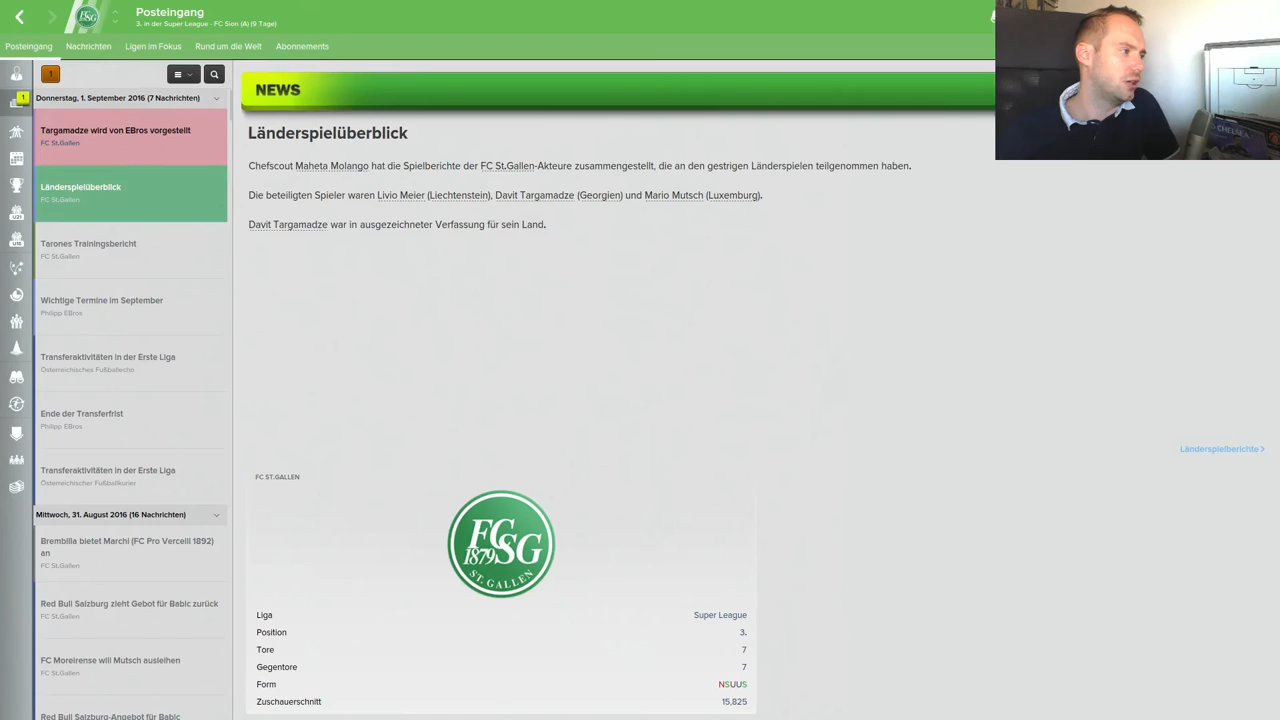 Posteingang
3. in der Super League - FC Sion (A) (9 Tage)
Posteingang
Nachrichten
Ligen im Fokus
Rund um die Welt
Abonnements
1
U21
U18
!
Donnerstag, 1. September 2016 (7 Nachrichten)
Targamadze wird von EBros vorgestellt
FC St.Gallen
Länderspielüberblick
FC St.Gallen
Tarones Trainingsbericht
FC St.Gallen
Wichtige Termine im September
Philipp EBros
Transferaktivitäten in der Erste Liga
Österreichisches Fußballecho
Ende der Transferfrist
Philipp EBros
Transferaktivitäten in der Erste Liga
Österreichischer Fußballkurier
Mittwoch, 31. August 2016 (16 Nachrichten)
Brembilla bietet Marchi (FC Pro Vercelli 1892)
an
FC St.Gallen
Red Bull Salzburg zieht Gebot für Babic zurück
FC St.Gallen
FC Moreirense will Mutsch ausleihen
FC St.Gallen
Red Bull Salzburg-Angebot für Babic
NEWS
Länderspielüberblick
Chefscout Maheta Molango hat die Spielberichte der FC St.Gallen-Akteure zusammengestellt, die an den gestrigen Länderspielen teilgenommen haben.
Die beteiligten Spieler waren Livio Meier (Liechtenstein), Davit Targamadze (Georgien) und Mario Mutsch (Luxemburg).
Davit Targamadze war in ausgezeichneter Verfassung für sein Land.
Länderspielberichte >
FC ST.GALLEN
FCSG
1879
ST. GALLEN
Liga Super League
Position 3.
Tore 7
Gegentore 7
Form NSUUS
Zuschauerschnitt 15,825
CHELSEA